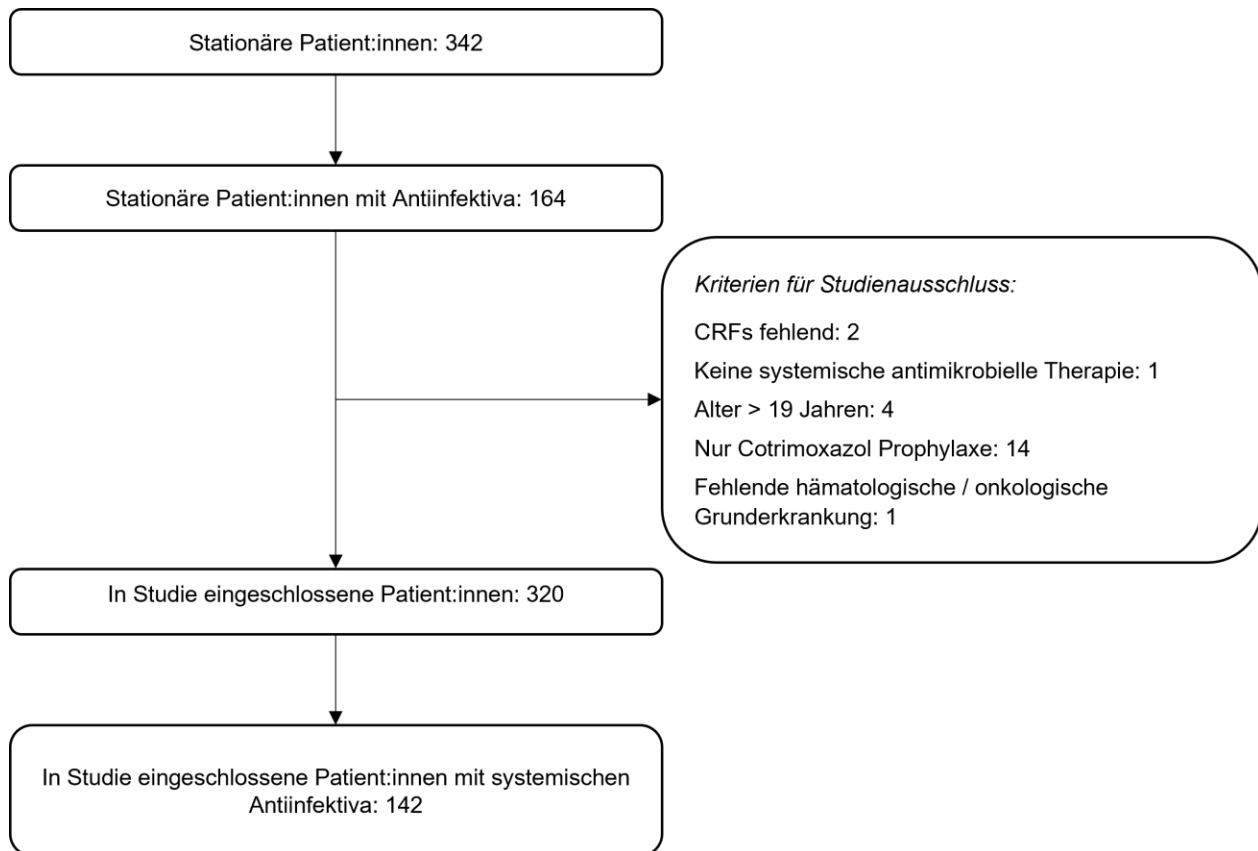 Stationäre Patient:innen: 342
Stationäre Patient:innen mit Antiinfektiva: 164
Kriterien für Studienausschluss:
CRFs fehlend: 2
Keine systemische antimikrobielle Therapie: 1
Alter > 19 Jahren: 4
Nur Cotrimoxazol Prophylaxe: 14
Fehlende hämatologische / onkologische
Grunderkrankung: 1
In Studie eingeschlossene Patient:innen: 320
In Studie eingeschlossene Patient:innen mit systemischen
Antiinfektiva: 142